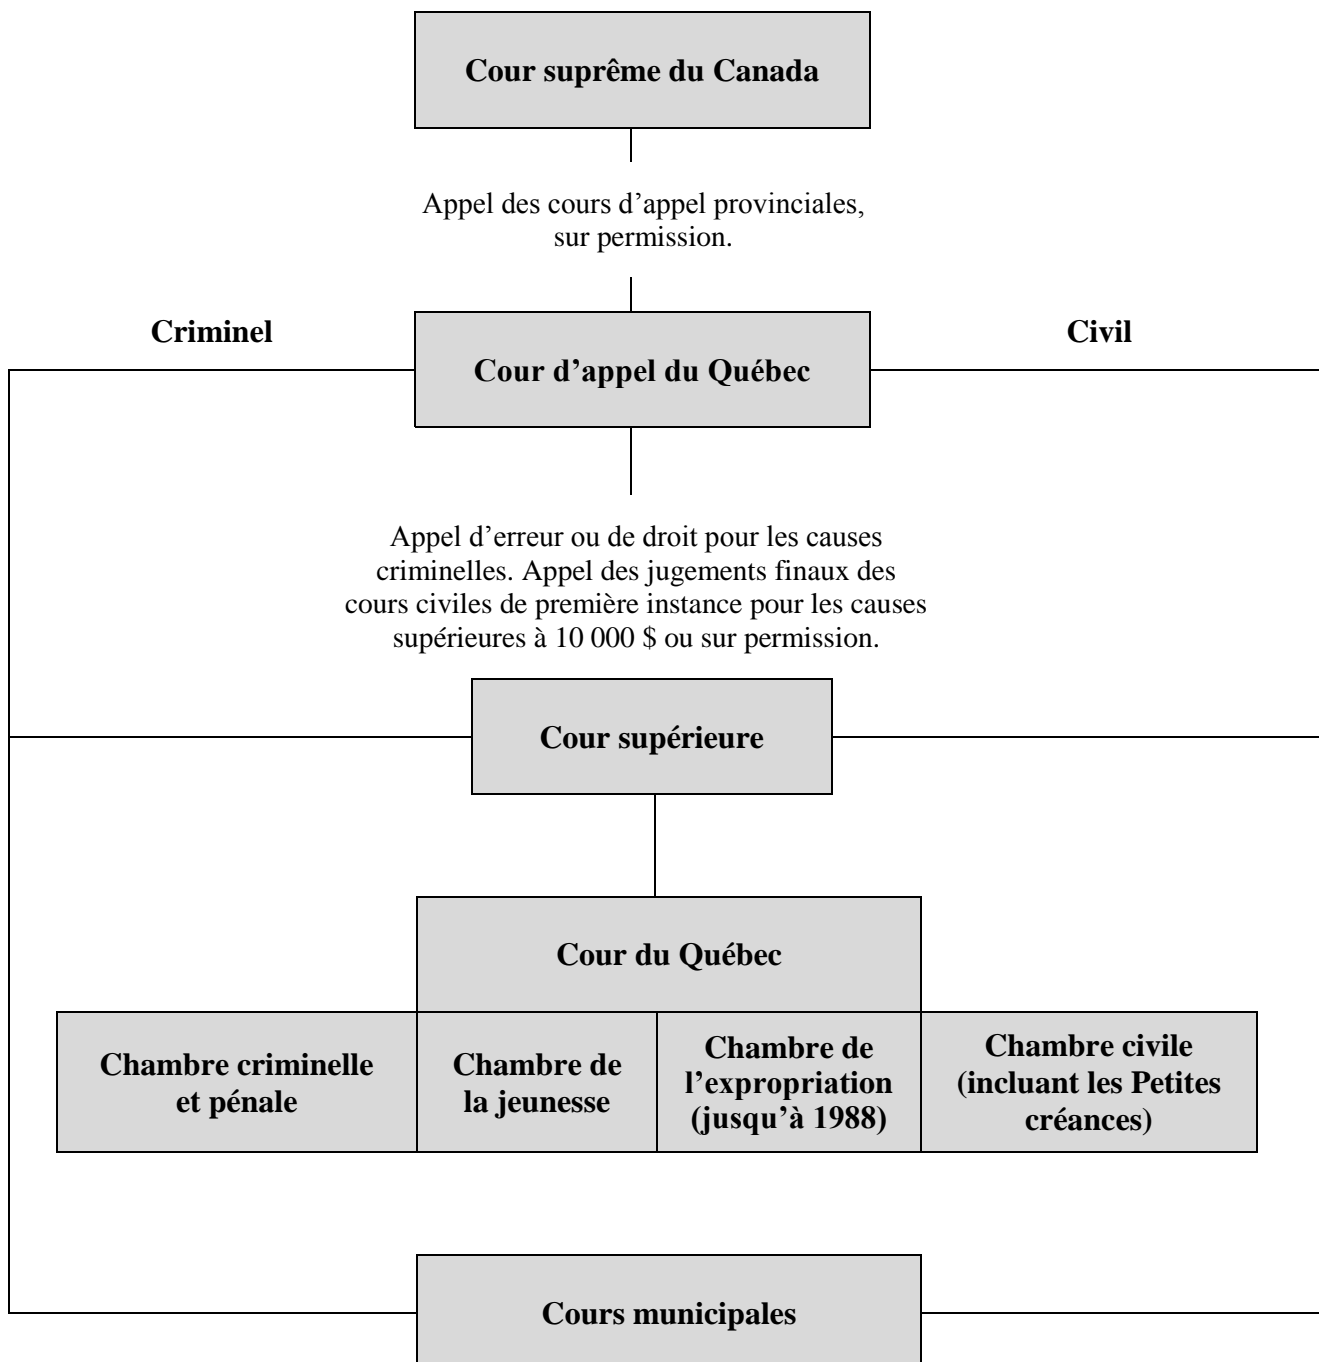 Cour suprême du Canada
Appel des cours d’appel provinciales,
sur permission.
Criminel
Civil
Cour d’appel du Québec
Appel d’erreur ou de droit pour les causes
criminelles. Appel des jugements finaux des
cours civiles de première instance pour les causes
supérieures à 10 000 $ ou sur permission.
Cour supérieure
Cour du Québec
Chambre criminelle
et pénale
Chambre de
la jeunesse
Chambre de
l’expropriation
(jusqu’à 1988)
Chambre civile
(incluant les Petites
créances)
Cours municipales